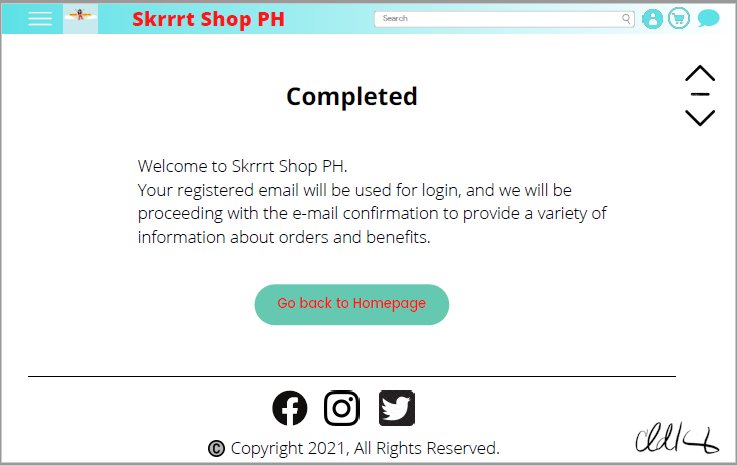 Skrrrt Shop PH
Search
Completed
Welcome to Skrrrt Shop PH.
Your registered email will be used for login, and we will be
proceeding with the e-mail confirmation to provide a variety of
information about orders and benefits.
Go back to Homepage
© Copyright 2021, All Rights Reserved.